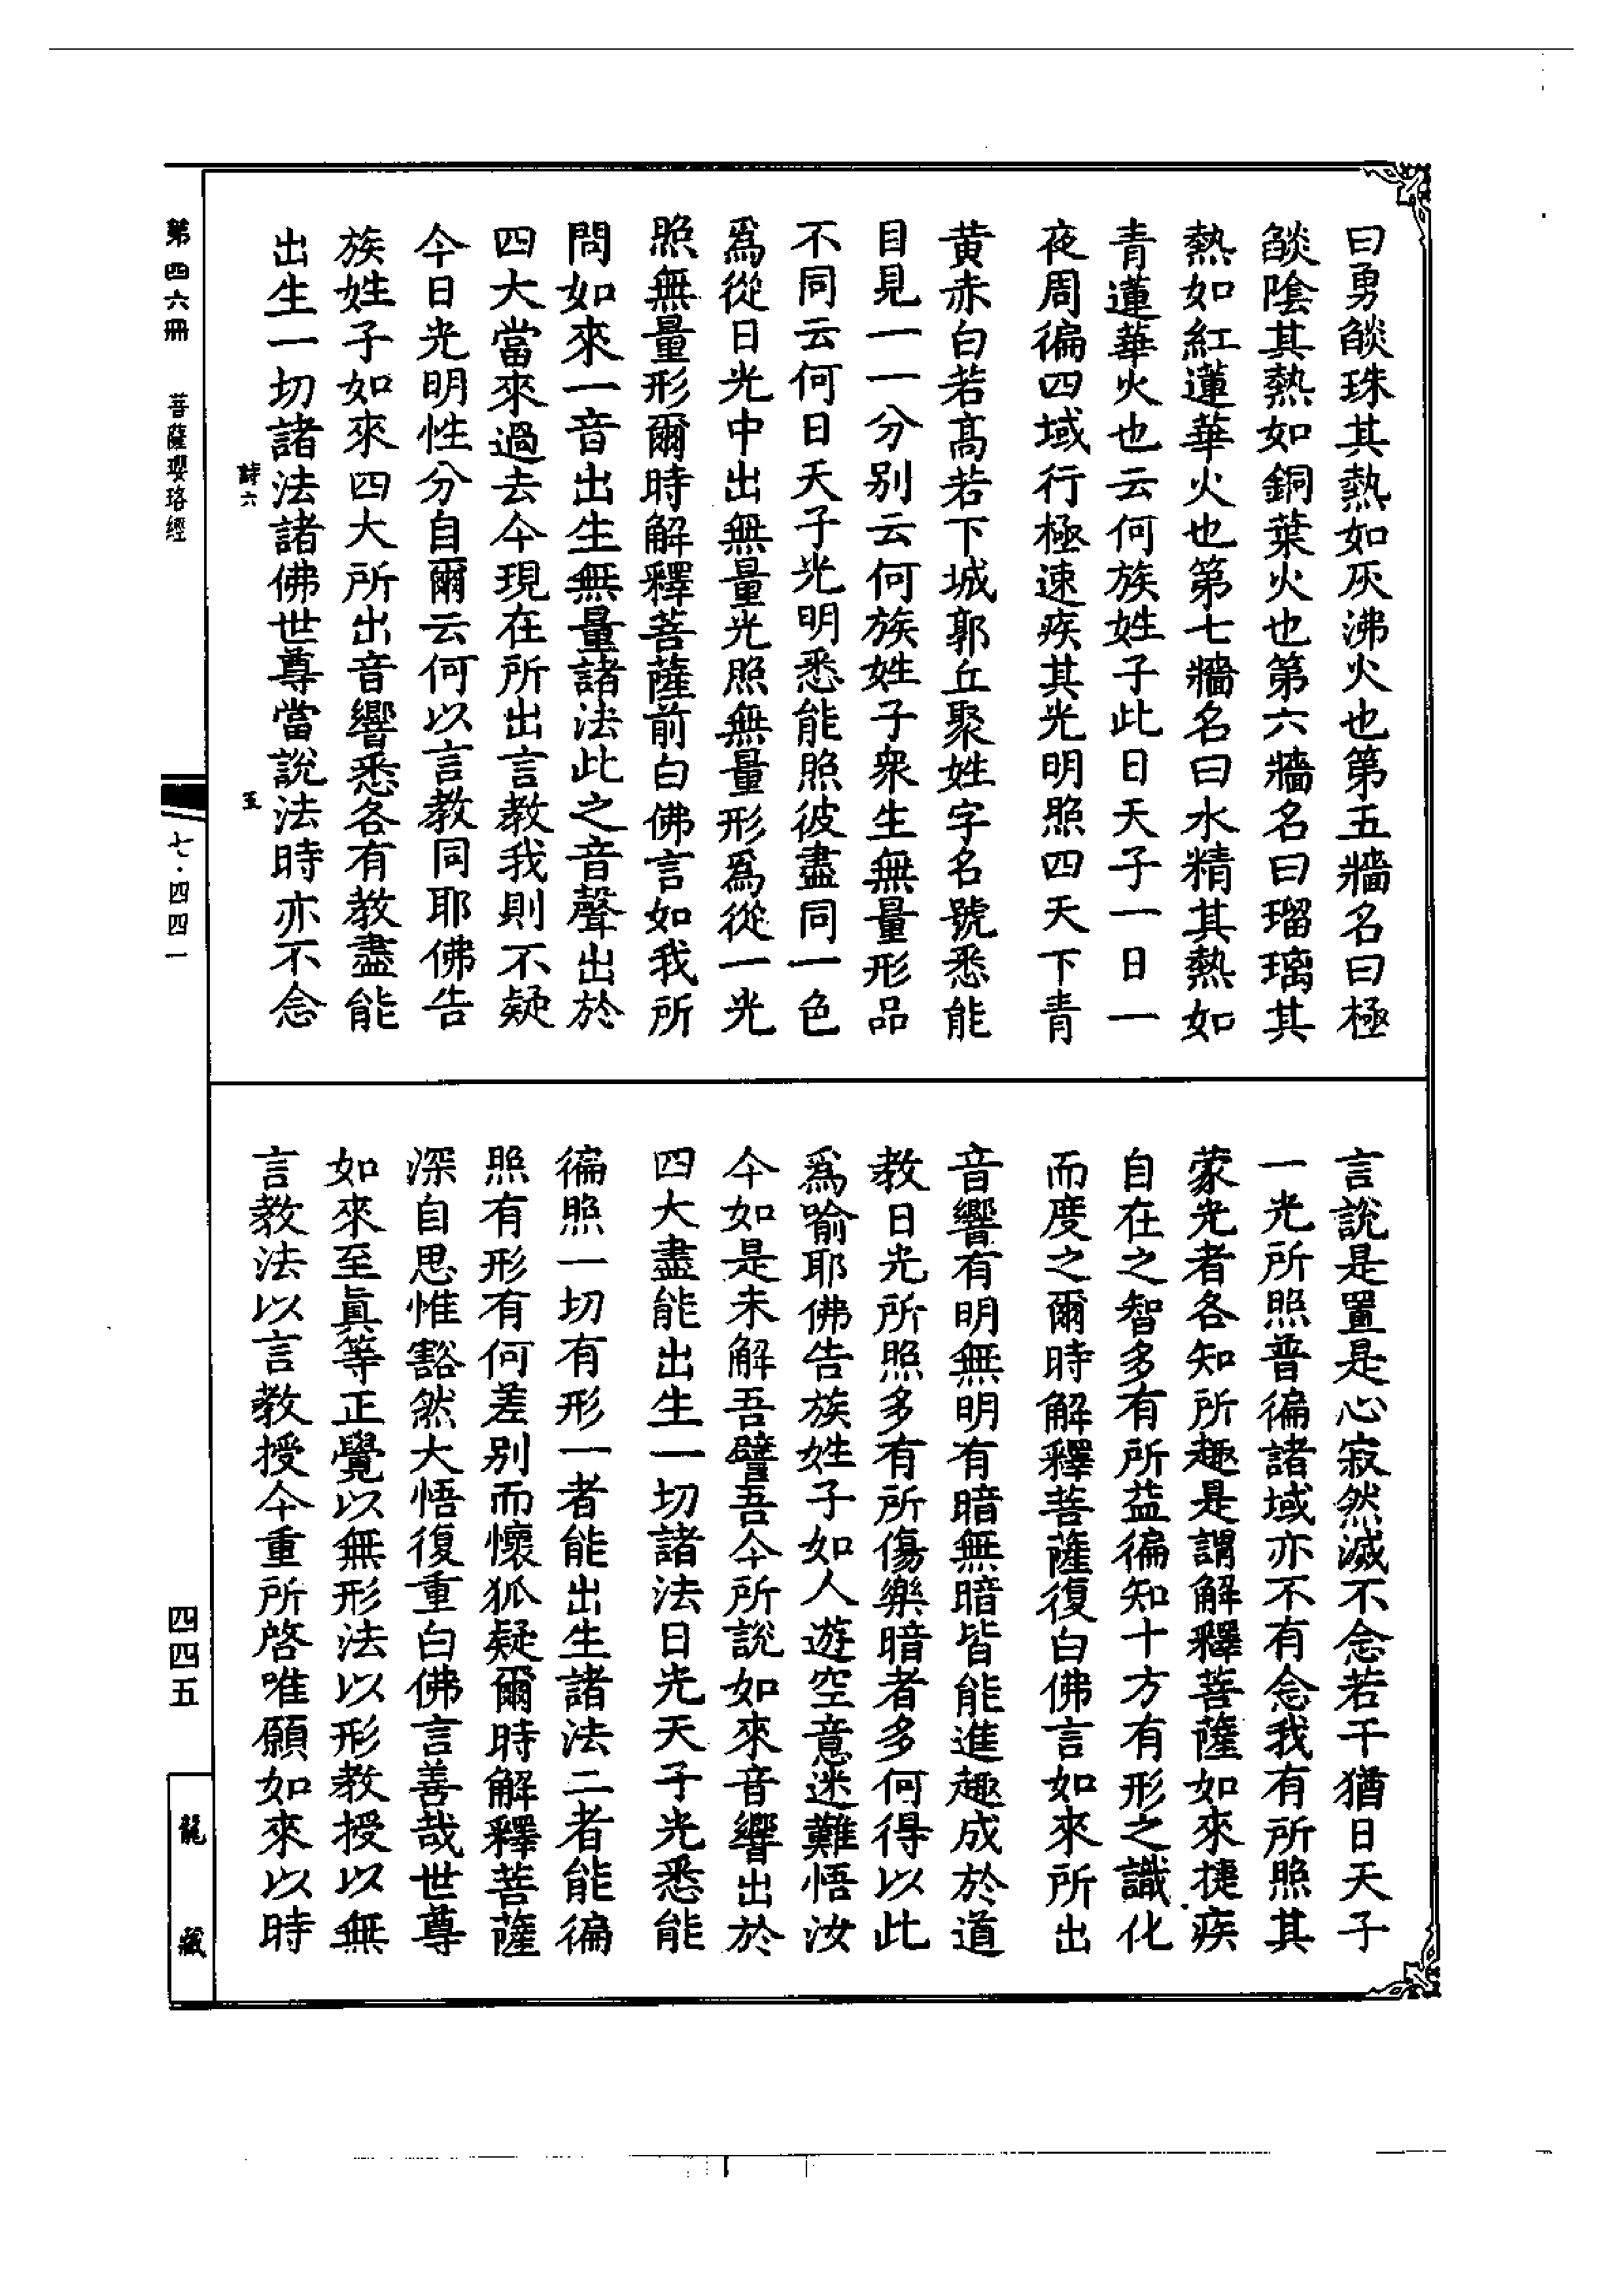 曰勇燄珠其熱如灰沸火也第五牆名曰極
燄陰其熱如銅葉火也第六牆名曰瑠璃其
熱如紅蓮華火也第七牆名曰水精其熱如
青蓮華火也云何族姓子此日天子一日一
夜周徧四域行極速疾其光明照四天下青
黃赤白若高若下城郭丘聚姓字名號悉能
目見一一分別云何族姓子衆生無量形品
不同云何日天子光明悉能照彼盡同一色
爲從日光中出無量光照無量形爲從一光
照無量形爾時解釋菩薩前白佛言如我所
問如來一音出生無量諸法此之音聲出於
四大當來過去今現在所出言教我則不疑
今日光明性分自爾云何以言教同耶佛告
族姓子如來四大所出音響悉各有教盡能
出生一切諸法諸佛世尊當說法時亦不念
言說是置是心寂然滅不念若干猶日天子
一光所照普徧諸域亦不有念我有所照其
蒙光者各知所趣是謂解釋菩薩如來捷疾
自在之智多有所益徧知十方有形之識化
而度之爾時解釋菩薩復白佛言如來所出
音響有明無明有暗無暗皆能進趣成於道
教日光所照多有所傷樂暗者多何得以此
爲喻耶佛告族姓子如人遊空意迷難悟汝
今如是未解吾譬吾今所說如來音響出於
四大盡能出生一切諸法日光天子光悉能
徧照一切有形一者能出生諸法二者能徧
照有形有何差別而懷狐疑爾時解釋菩薩
深自思惟豁然大悟復重白佛言善哉世尊
如來至眞等正覺以無形法以形教授以無
言教法以言教授今重所啓唯願如來以時
第四六冊 菩薩瓔珞經
詩六
五
七·四四一
四四五
龍藏